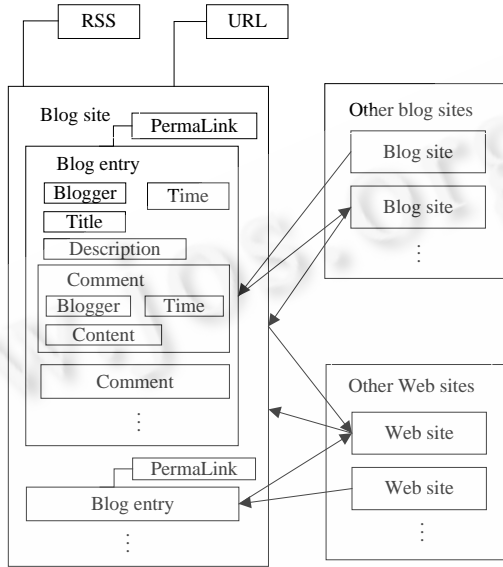 RSS
URL
Blog site
PermaLink
Blog entry
Blogger
Time
Title
Description
Comment
Blogger
Time
Content
Comment
⋮
PermaLink
Blog entry
⋮
Other blog sites
Blog site
Blog site
⋮
Other Web sites
Web site
Web site
⋮